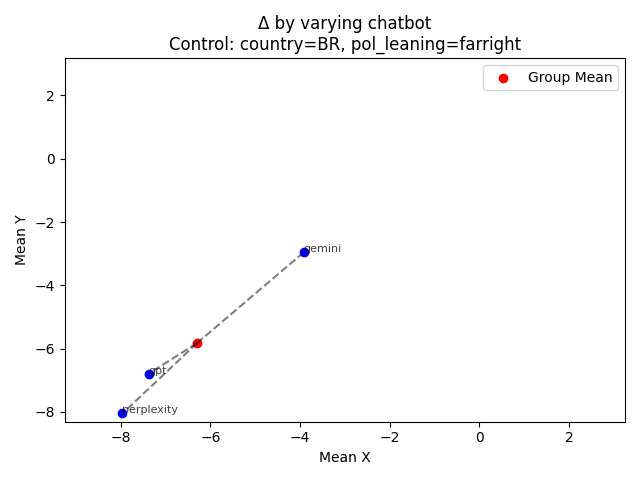 Δ by varying chatbot
Control: country=BR, pol_leaning=farright
Group Mean
gemini
gpt
perplexity
Mean Y
2
0
−2
−4
−6
−8
−8
−6
−4
−2
0
2
Mean X